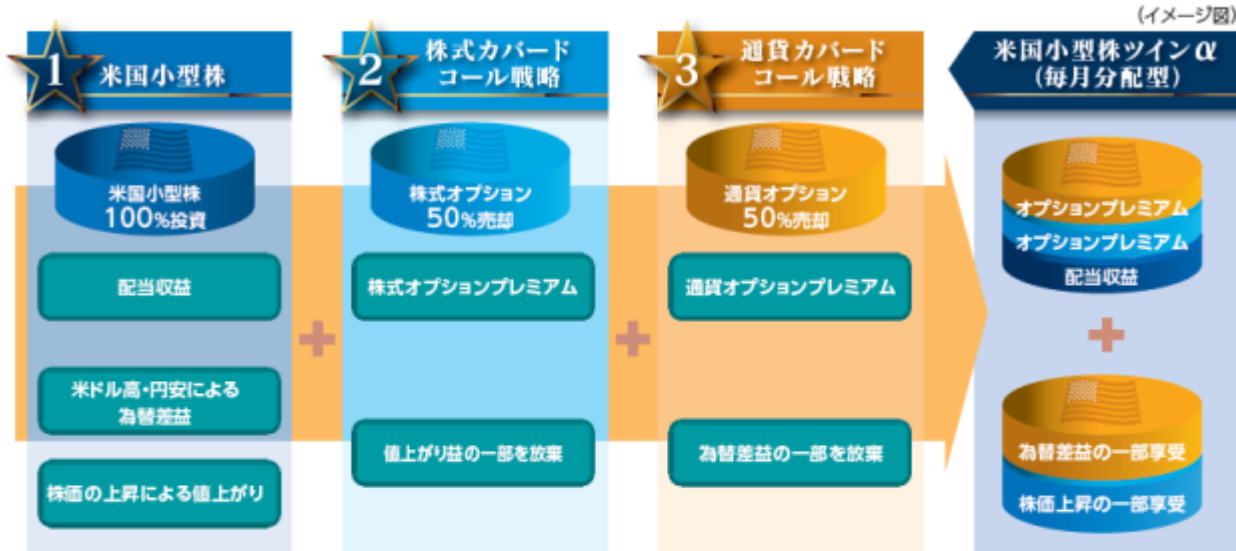 (イメージ図)
1 米国小型株
米国小型株
100%投資
配当収益
米ドル高・円安による
為替差益
株価の上昇による値上がり
2 株式カバード
コール戦略
株式オプション
50%売却
株式オプションプレミアム
値上がり益の一部を放棄
3 通貨カバード
コール戦略
通貨オプション
50%売却
通貨オプションプレミアム
為替差益の一部を放棄
米国小型株ツインα
(毎月分配型)
オプションプレミアム
オプションプレミアム
配当収益
為替差益の一部享受
株価上昇の一部享受